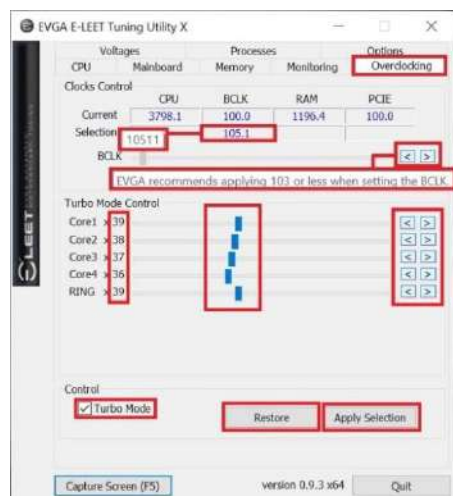 EVGA E-LEET Tuning Utility X
Voltages Processes Options
CPU Mainboard Memory Monitoring Overclocking
Clocks Control
CPU BCLK RAM PCIE
Current 3798.1 100.0 1196.4 100.0
Selection 105.1
10511
BCLK < >
EVGA recommends applying 103 or less when setting the BCLK.
Turbo Mode Control
Core1 x 39 < >
Core2 x 38 < >
Core3 x 37 < >
Core4 x 36 < >
RING x 39 < >
E-LEET
Control
Turbo Mode Restore Apply Selection
Capture Screen (F5) version 0.9.3 x64 Quit